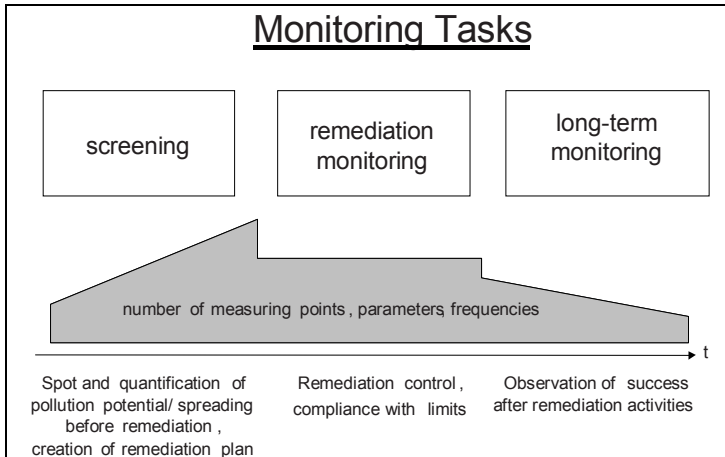 Monitoring Tasks
screening
remediation
monitoring
long-term
monitoring
number of measuring points, parameters, frequencies
t
Spot and quantification of
pollution potential/ spreading
before remediation,
creation of remediation plan
Remediation control,
compliance with limits
Observation of success
after remediation activities